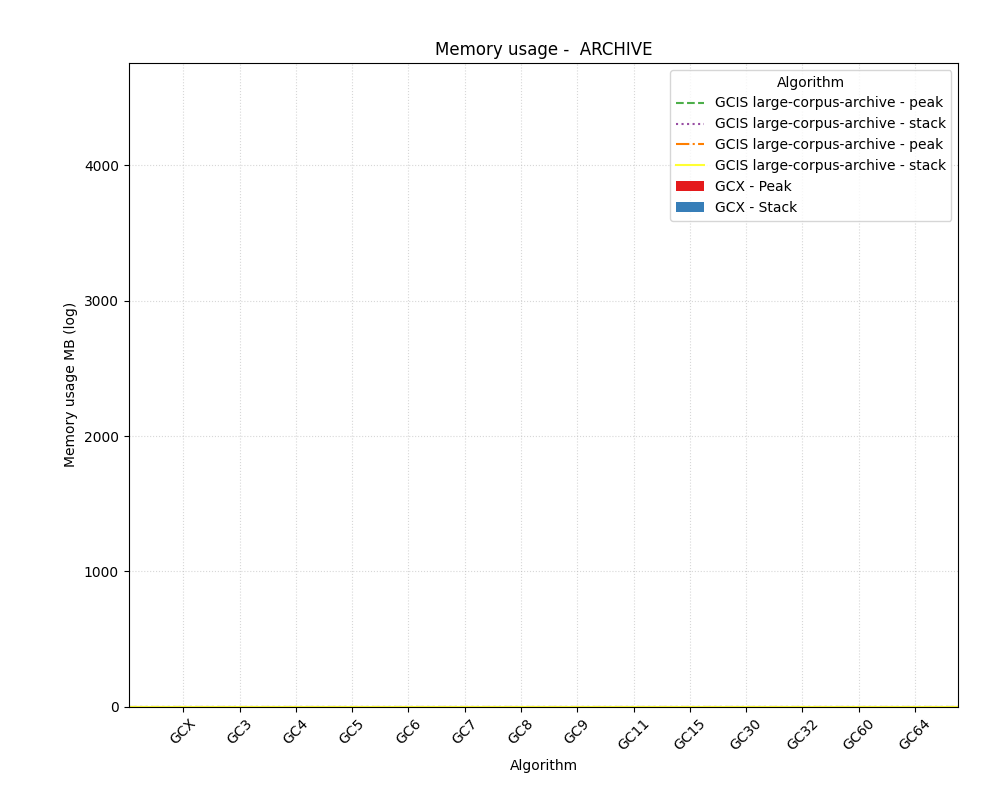 Memory usage -  ARCHIVE
Algorithm
GCIS large-corpus-archive - peak
GCIS large-corpus-archive - stack
GCIS large-corpus-archive - peak
GCIS large-corpus-archive - stack
GCX - Peak
GCX - Stack
Memory usage MB (log)
4000
3000
2000
1000
0
GCX GC3 GC4 GC5 GC6 GC7 GC8 GC9 GC11 GC15 GC30 GC32 GC60 GC64
Algorithm